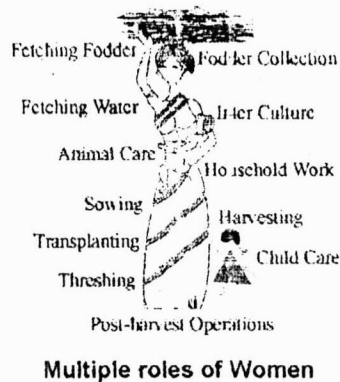 Fetching Fodder
Fodder Collection
Fetching Water
Inter Culture
Animal Care
Household Work
Sowing
Harvesting
Transplanting
Child Care
Threshing
Post-harvest Operations
Multiple roles of Women